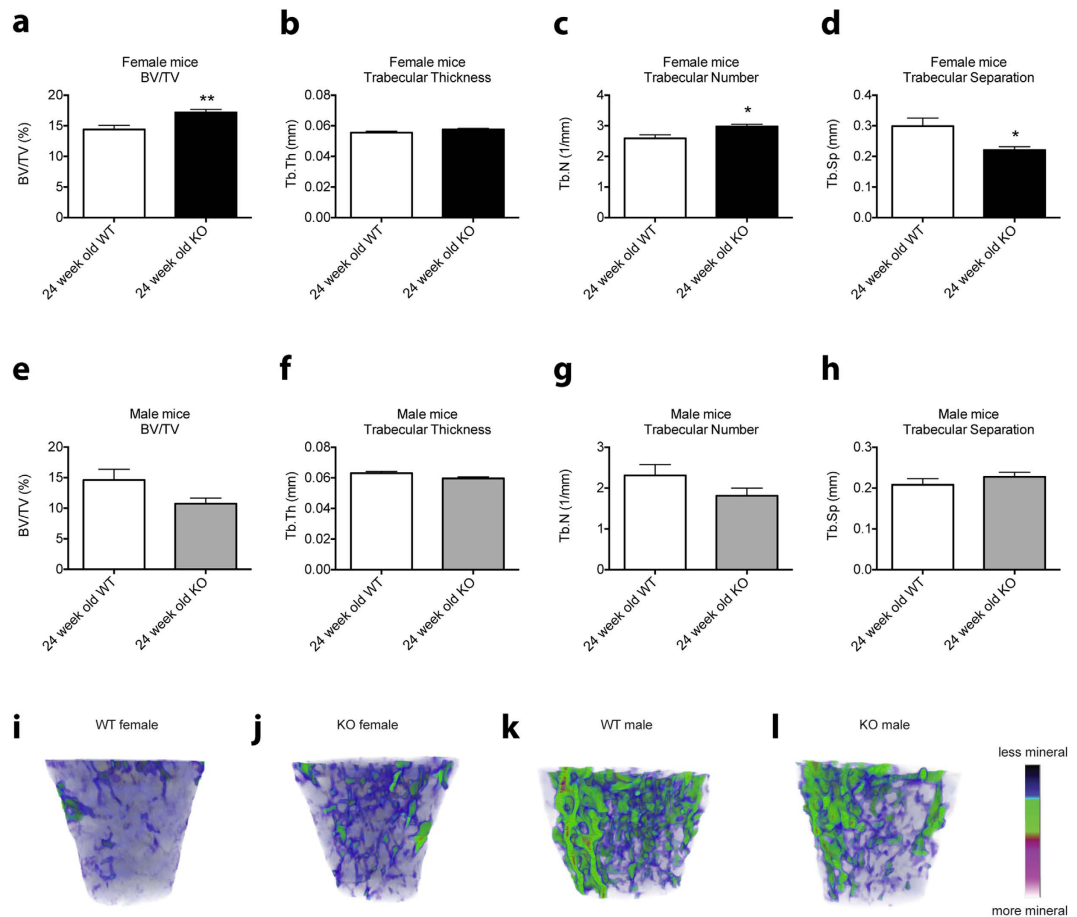 a
b
c
d
Female mice
BV/TV
Female mice
Trabecular Thickness
Female mice
Trabecular Number
Female mice
Trabecular Separation
BV/TV (%)
20
15
10
5
0
**
24 week old WT
24 week old KO
Tb.Th (mm)
0.08
0.06
0.04
0.02
0.00
24 week old WT
24 week old KO
Tb.N (1/mm)
4
3
2
1
0
*
24 week old WT
24 week old KO
Tb.Sp (mm)
0.4
0.3
0.2
0.1
0.0
*
24 week old WT
24 week old KO
e
f
g
h
Male mice
BV/TV
Male mice
Trabecular Thickness
Male mice
Trabecular Number
Male mice
Trabecular Separation
BV/TV (%)
20
15
10
5
0
24 week old WT
24 week old KO
Tb.Th (mm)
0.08
0.06
0.04
0.02
0.00
24 week old WT
24 week old KO
Tb.N (1/mm)
3
2
1
0
24 week old WT
24 week old KO
Tb.Sp (mm)
0.4
0.3
0.2
0.1
0.0
24 week old WT
24 week old KO
i
WT female
j
KO female
k
WT male
l
KO male
less mineral
more mineral